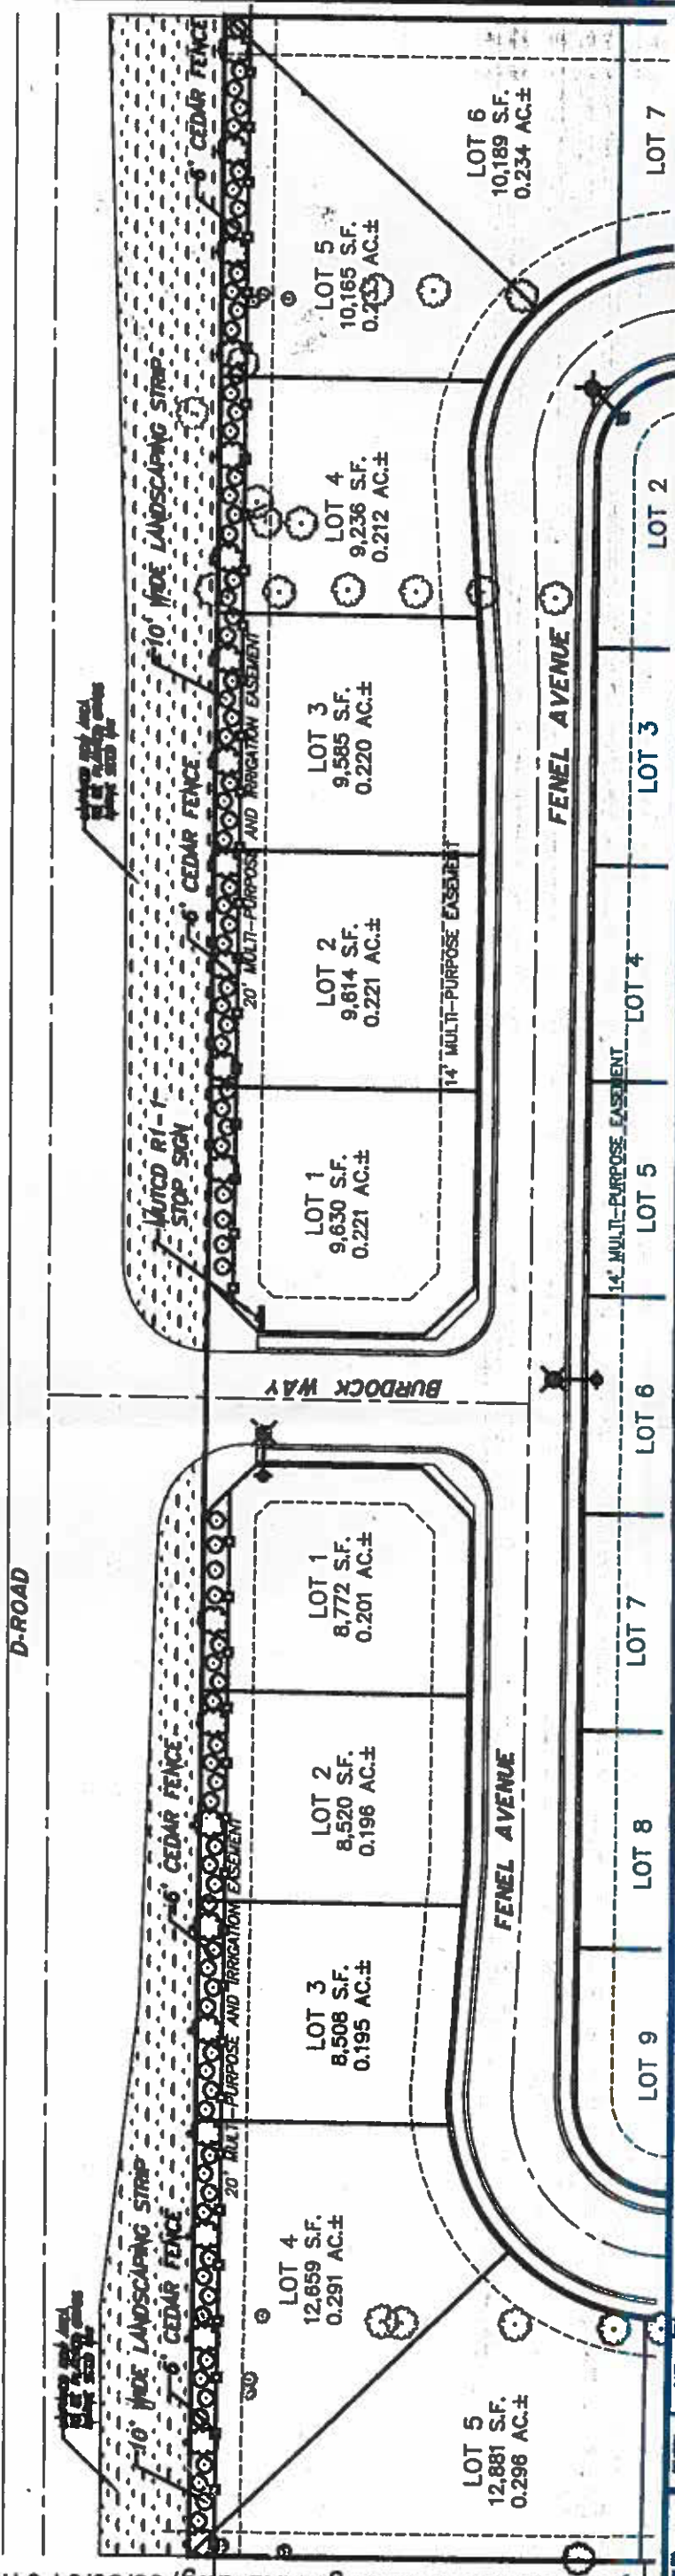 D-ROAD
6' CEDAR FENCE
10' WIDE LANDSCAPING STRIP
LOT 6
10,189 S.F.
0.234 AC.±
LOT 7
LOT 5
10,165 S.F.
AC.±
LOT 4
9,236 S.F.
0.212 AC.±
LOT 2
20' MULTI-PURPOSE AND IRRIGATION EASEMENT
6' CEDAR FENCE
LOT 3
9,585 S.F.
0.220 AC.±
FENEL AVENUE
LOT 3
LOT 2
9,614 S.F.
0.221 AC.±
14' MULTI-PURPOSE EASEMENT
LOT 4
MUTCD R1-1
STOP SIGN
LOT 1
9,630 S.F.
0.221 AC.±
14' MULTI-PURPOSE EASEMENT
LOT 5
BURDOCK WAY
LOT 6
LOT 1
8,772 S.F.
0.201 AC.±
LOT 7
6' CEDAR FENCE
LOT 2
8,520 S.F.
0.196 AC.±
FENEL AVENUE
LOT 8
20' MULTI-PURPOSE AND IRRIGATION EASEMENT
LOT 3
8,508 S.F.
0.195 AC.±
LOT 9
10' WIDE LANDSCAPING STRIP
6' CEDAR FENCE
LOT 4
12,659 S.F.
0.291 AC.±
LOT 5
12,881 S.F.
0.296 AC.±